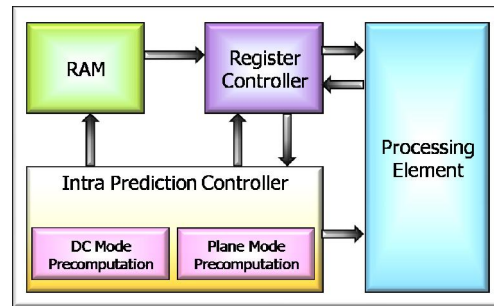 RAM
Register
Controller
Processing
Element
Intra Prediction Controller
DC Mode
Precomputation
Plane Mode
Precomputation